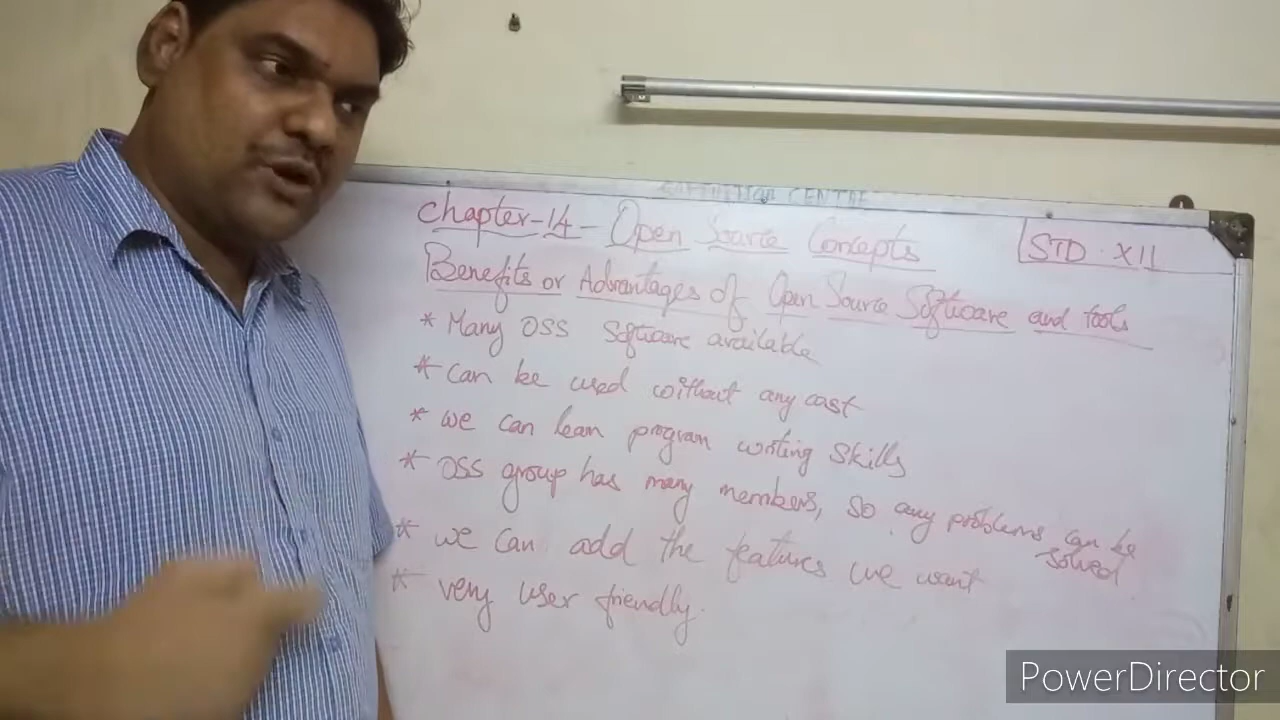 Chapter-14 - Open Source Concepts
STD. XII
Benefits or Advantages of Open Source Software and tools
* Many OSS Software available
* can be used without any cost
* we can learn program writing skills
* OSS group has many members, so any problems can be
solved
* we can add the features we want
* very user friendly.
CENTRE
PowerDirector